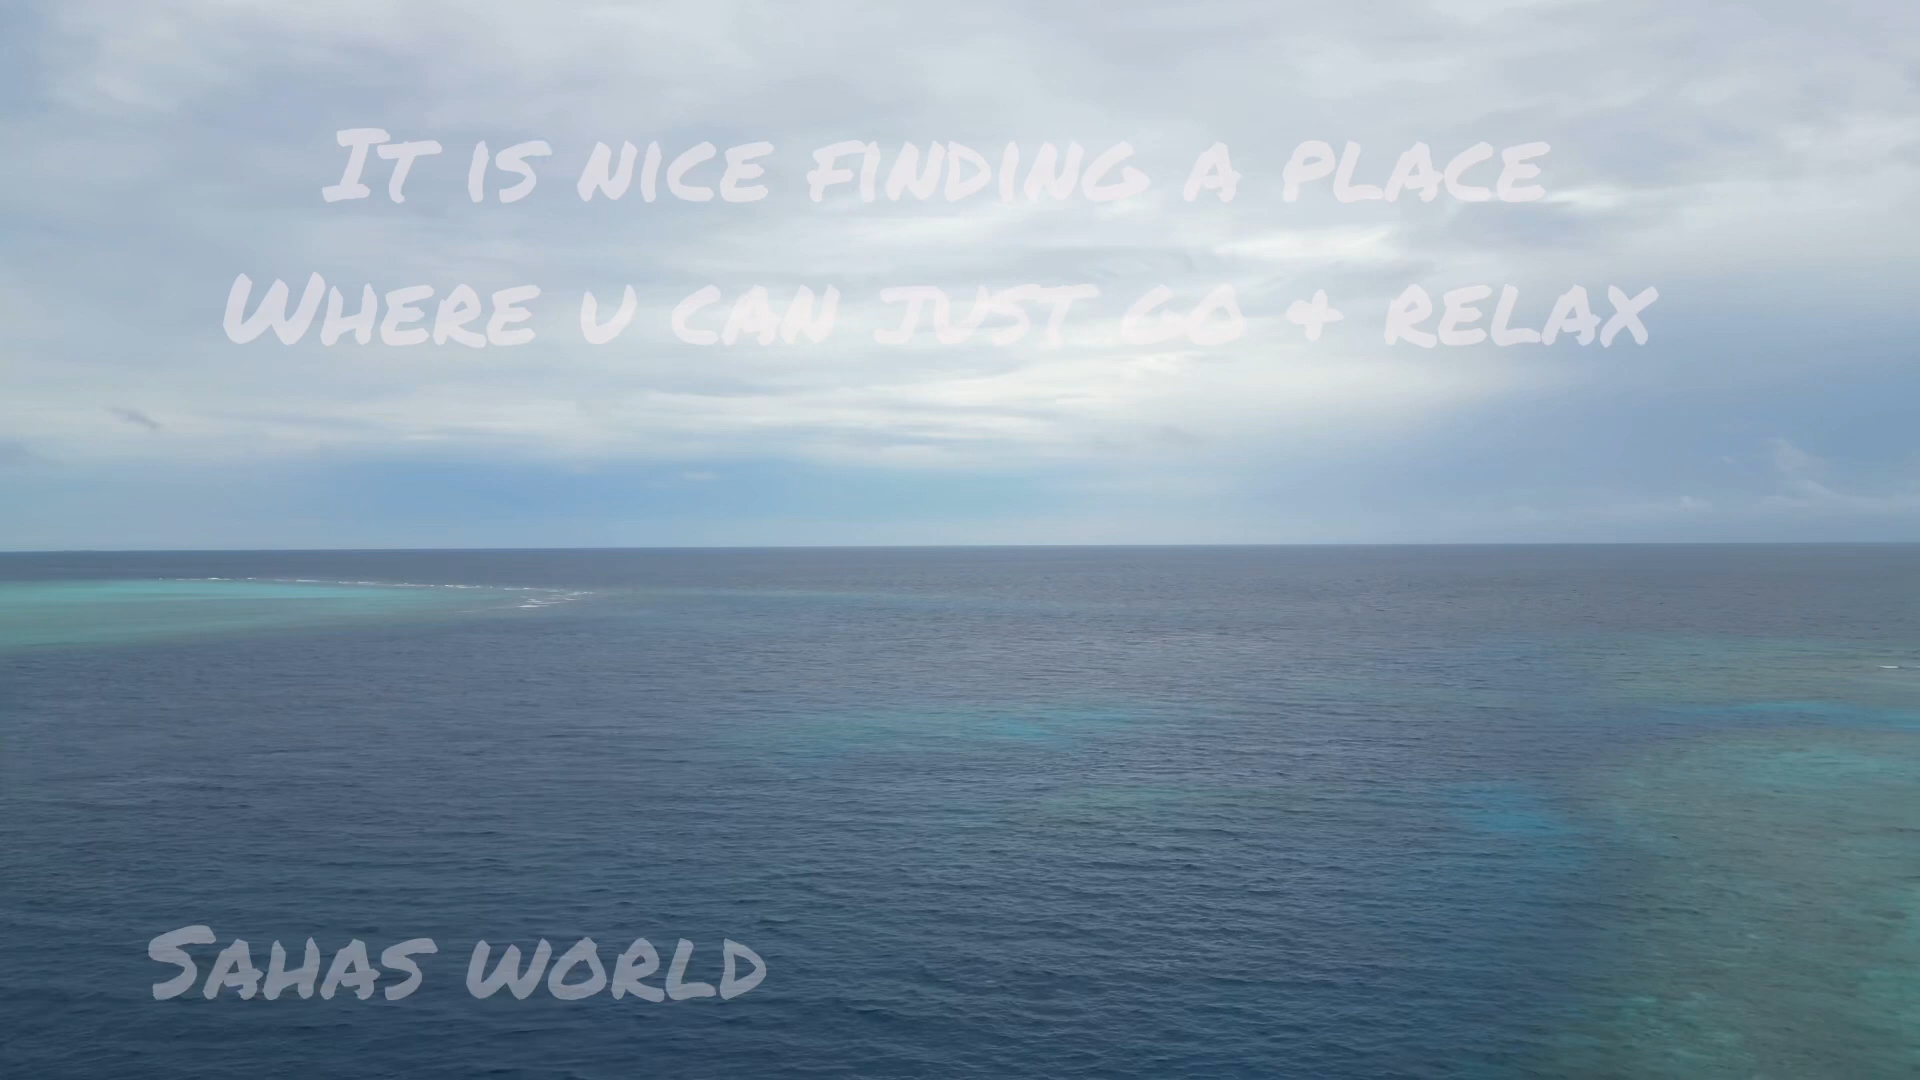 It is nice finding a place
Where u can just go & relax
Sahas world